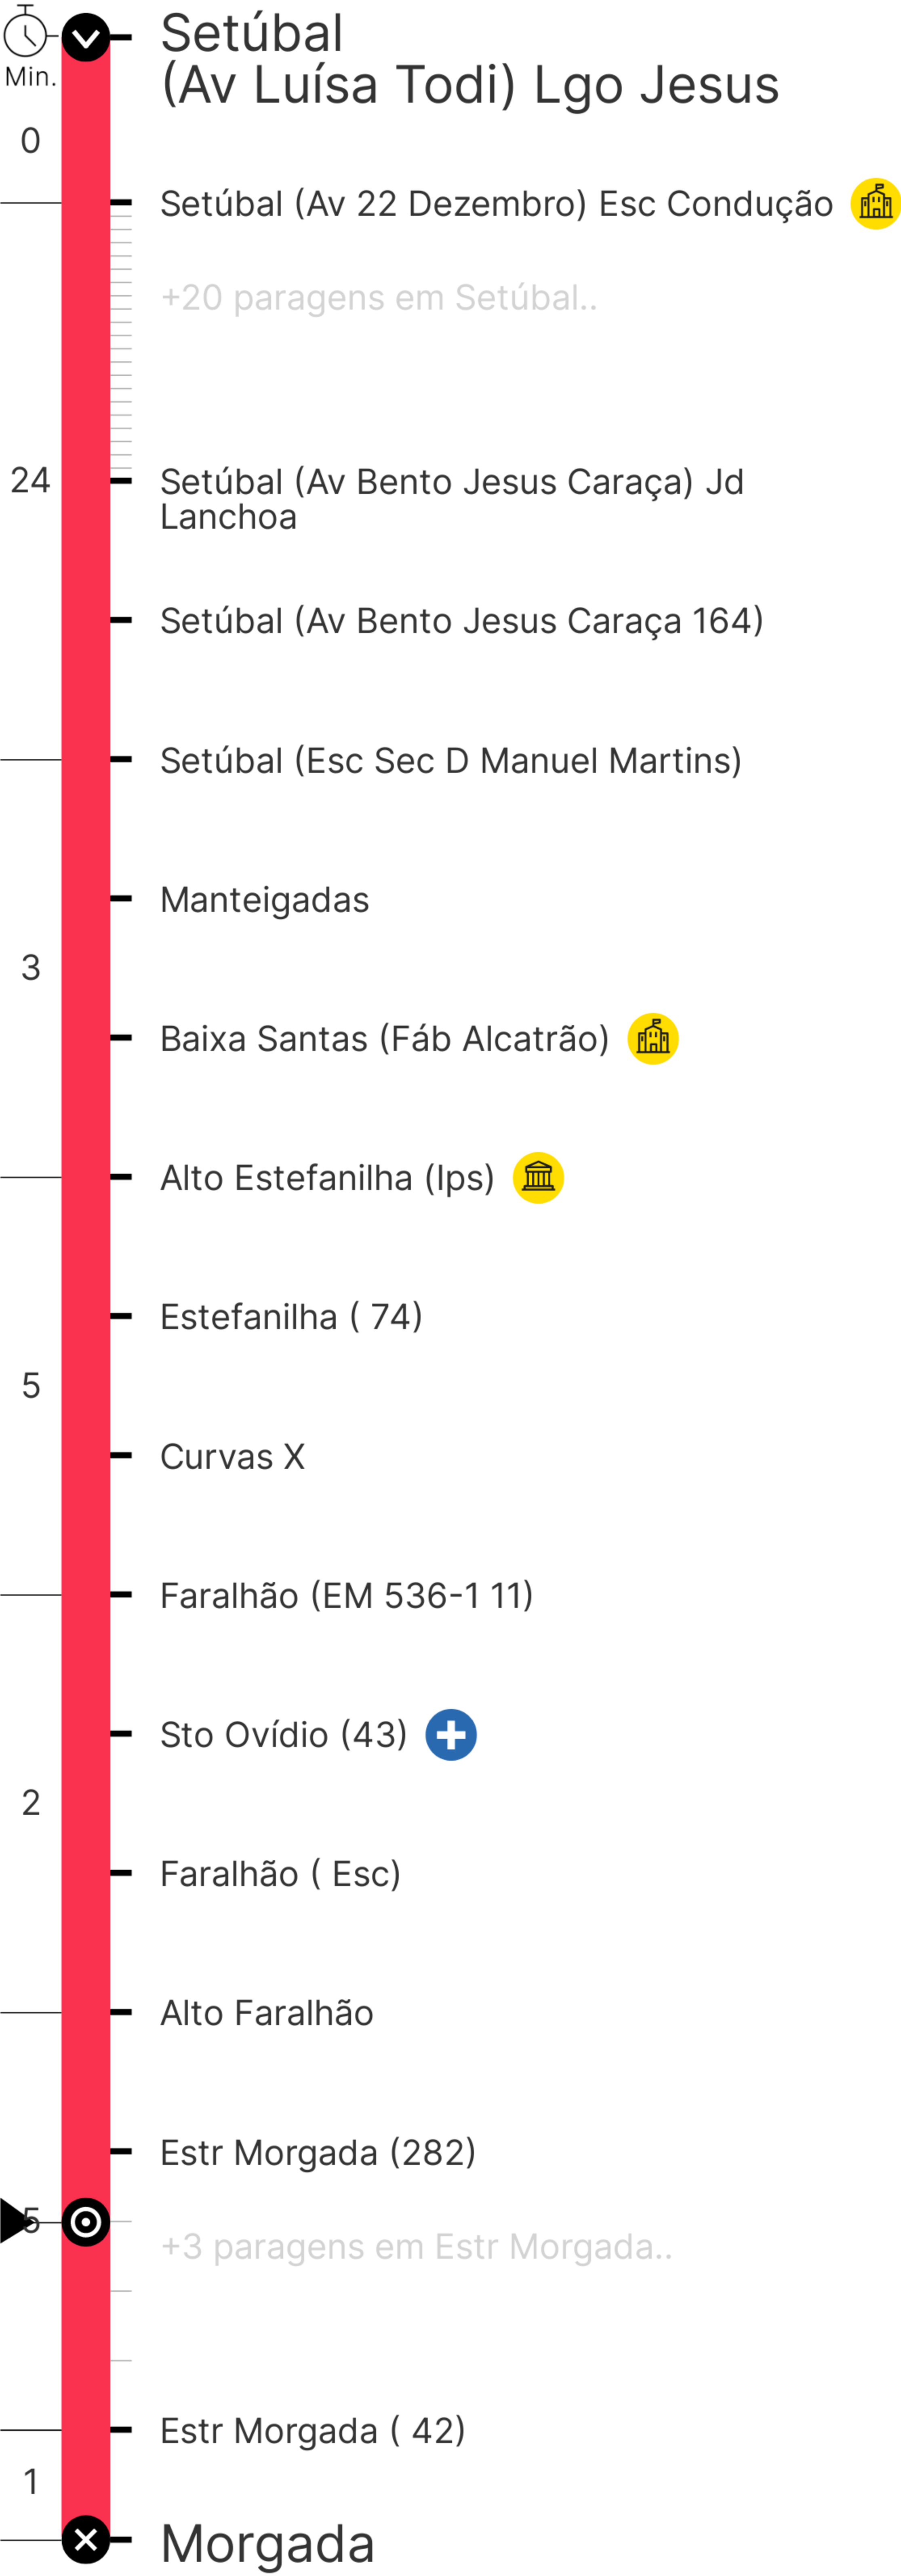 Setúbal
(Av Luísa Todi) Lgo Jesus
Min.
0
Setúbal (Av 22 Dezembro) Esc Condução
+20 paragens em Setúbal..
24
Setúbal (Av Bento Jesus Caraça) Jd
Lanchoa
Setúbal (Av Bento Jesus Caraça 164)
Setúbal (Esc Sec D Manuel Martins)
Manteigadas
3
Baixa Santas (Fáb Alcatrão)
Alto Estefanilha (Ips)
Estefanilha ( 74)
5
Curvas X
Faralhão (EM 536-1 11)
Sto Ovídio (43)
2
Faralhão ( Esc)
Alto Faralhão
Estr Morgada (282)
5
+3 paragens em Estr Morgada..
Estr Morgada ( 42)
1
Morgada